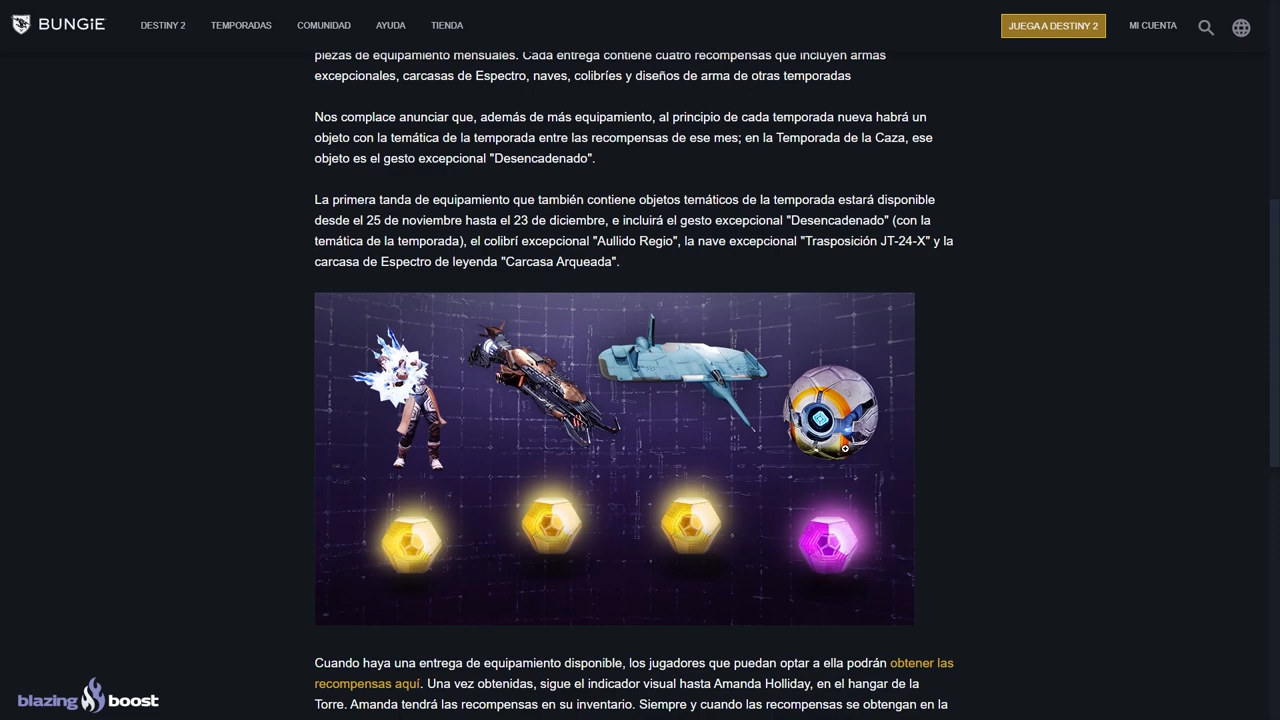 BUNGiE
DESTINY 2
TEMPORADAS
COMUNIDAD
AYUDA
TIENDA
JUEGA A DESTINY 2
MI CUENTA
piezas de equipamiento mensuales. Cada entrega contiene cuatro recompensas que incluyen armas
excepcionales, carcasas de Espectro, naves, colibríes y diseños de arma de otras temporadas
Nos complace anunciar que, además de más equipamiento, al principio de cada temporada nueva habrá un
objeto con la temática de la temporada entre las recompensas de ese mes; en la Temporada de la Caza, ese
objeto es el gesto excepcional "Desencadenado".
La primera tanda de equipamiento que también contiene objetos temáticos de la temporada estará disponible
desde el 25 de noviembre hasta el 23 de diciembre, e incluirá el gesto excepcional "Desencadenado" (con la
temática de la temporada), el colibrí excepcional "Aullido Regio", la nave excepcional "Trasposición JT-24-X" y la
carcasa de Espectro de leyenda "Carcasa Arqueada".
Cuando haya una entrega de equipamiento disponible, los jugadores que puedan optar a ella podrán obtener las
recompensas aquí. Una vez obtenidas, sigue el indicador visual hasta Amanda Holliday, en el hangar de la
Torre. Amanda tendrá las recompensas en su inventario. Siempre y cuando las recompensas se obtengan en la
blazing boost